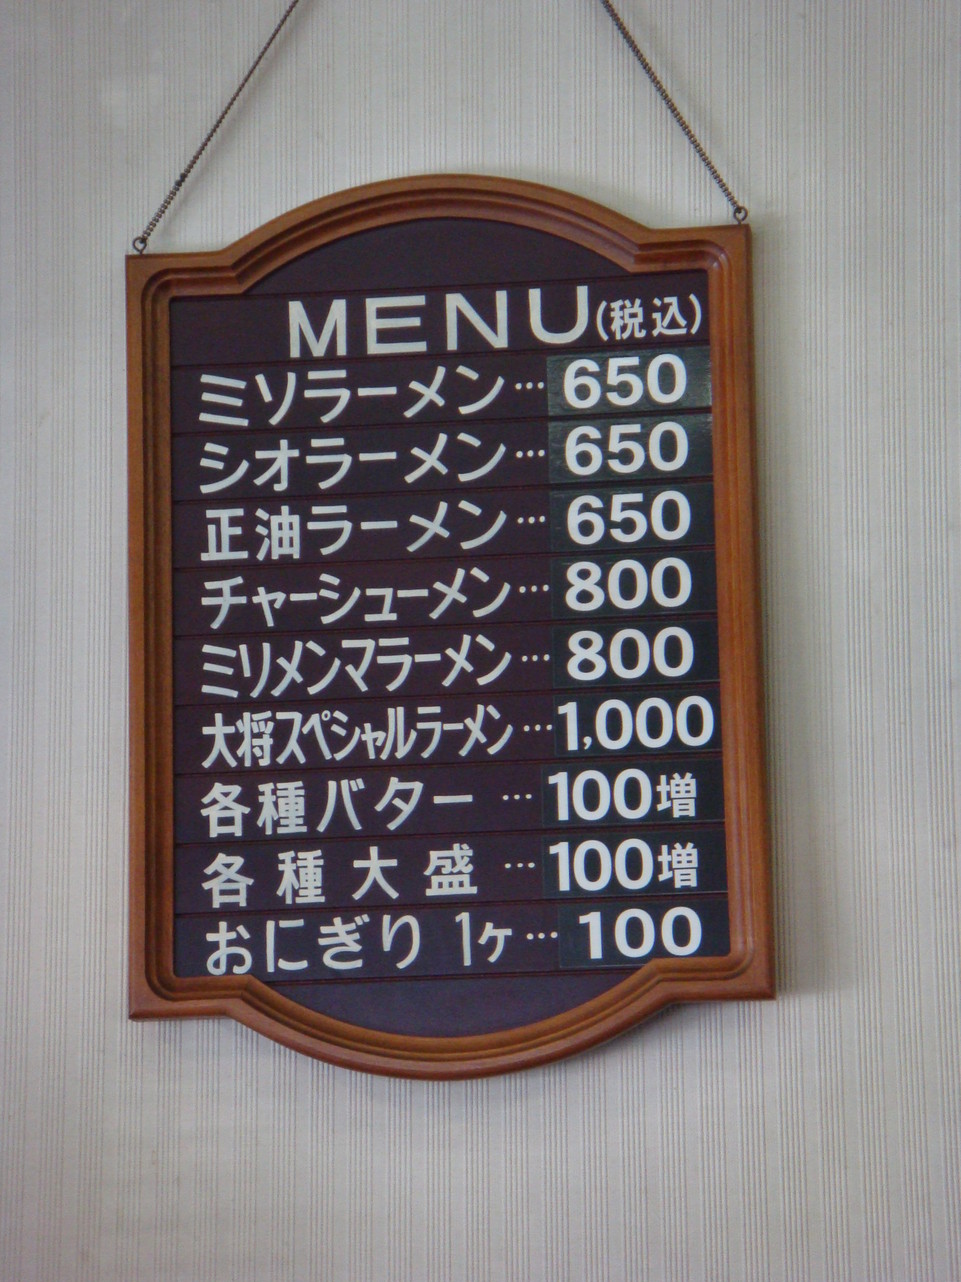 MENU(税込)
ミソラーメン…650
シオラーメン…650
正油ラーメン…650
チャーシューメン…800
ミリメンマラーメン…800
大将スペシャルラーメン…1,000
各種バター…100増
各種大盛…100増
おにぎり1ヶ…100